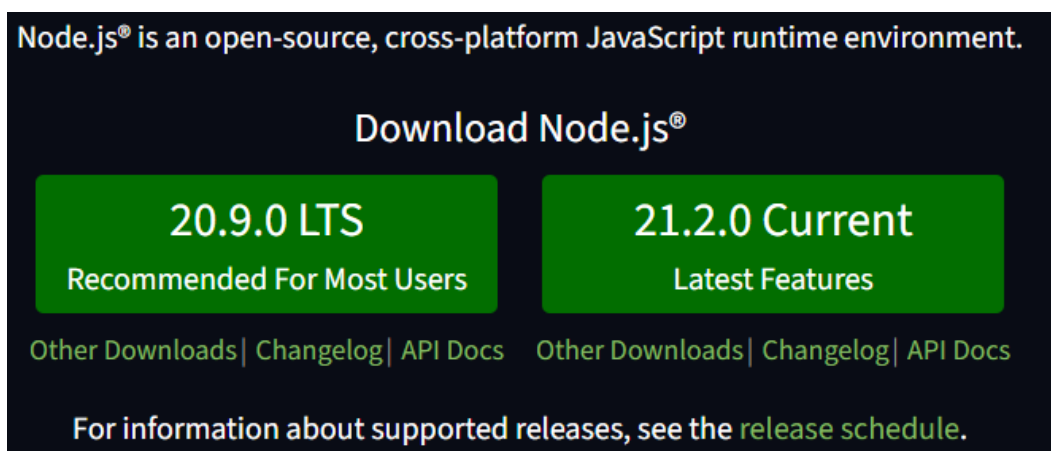 Node.js® is an open-source, cross-platform JavaScript runtime environment.
Download Node.js®
20.9.0 LTS
Recommended For Most Users
21.2.0 Current
Latest Features
Other Downloads| Changelog| API Docs
Other Downloads| Changelog| API Docs
For information about supported releases, see the release schedule.